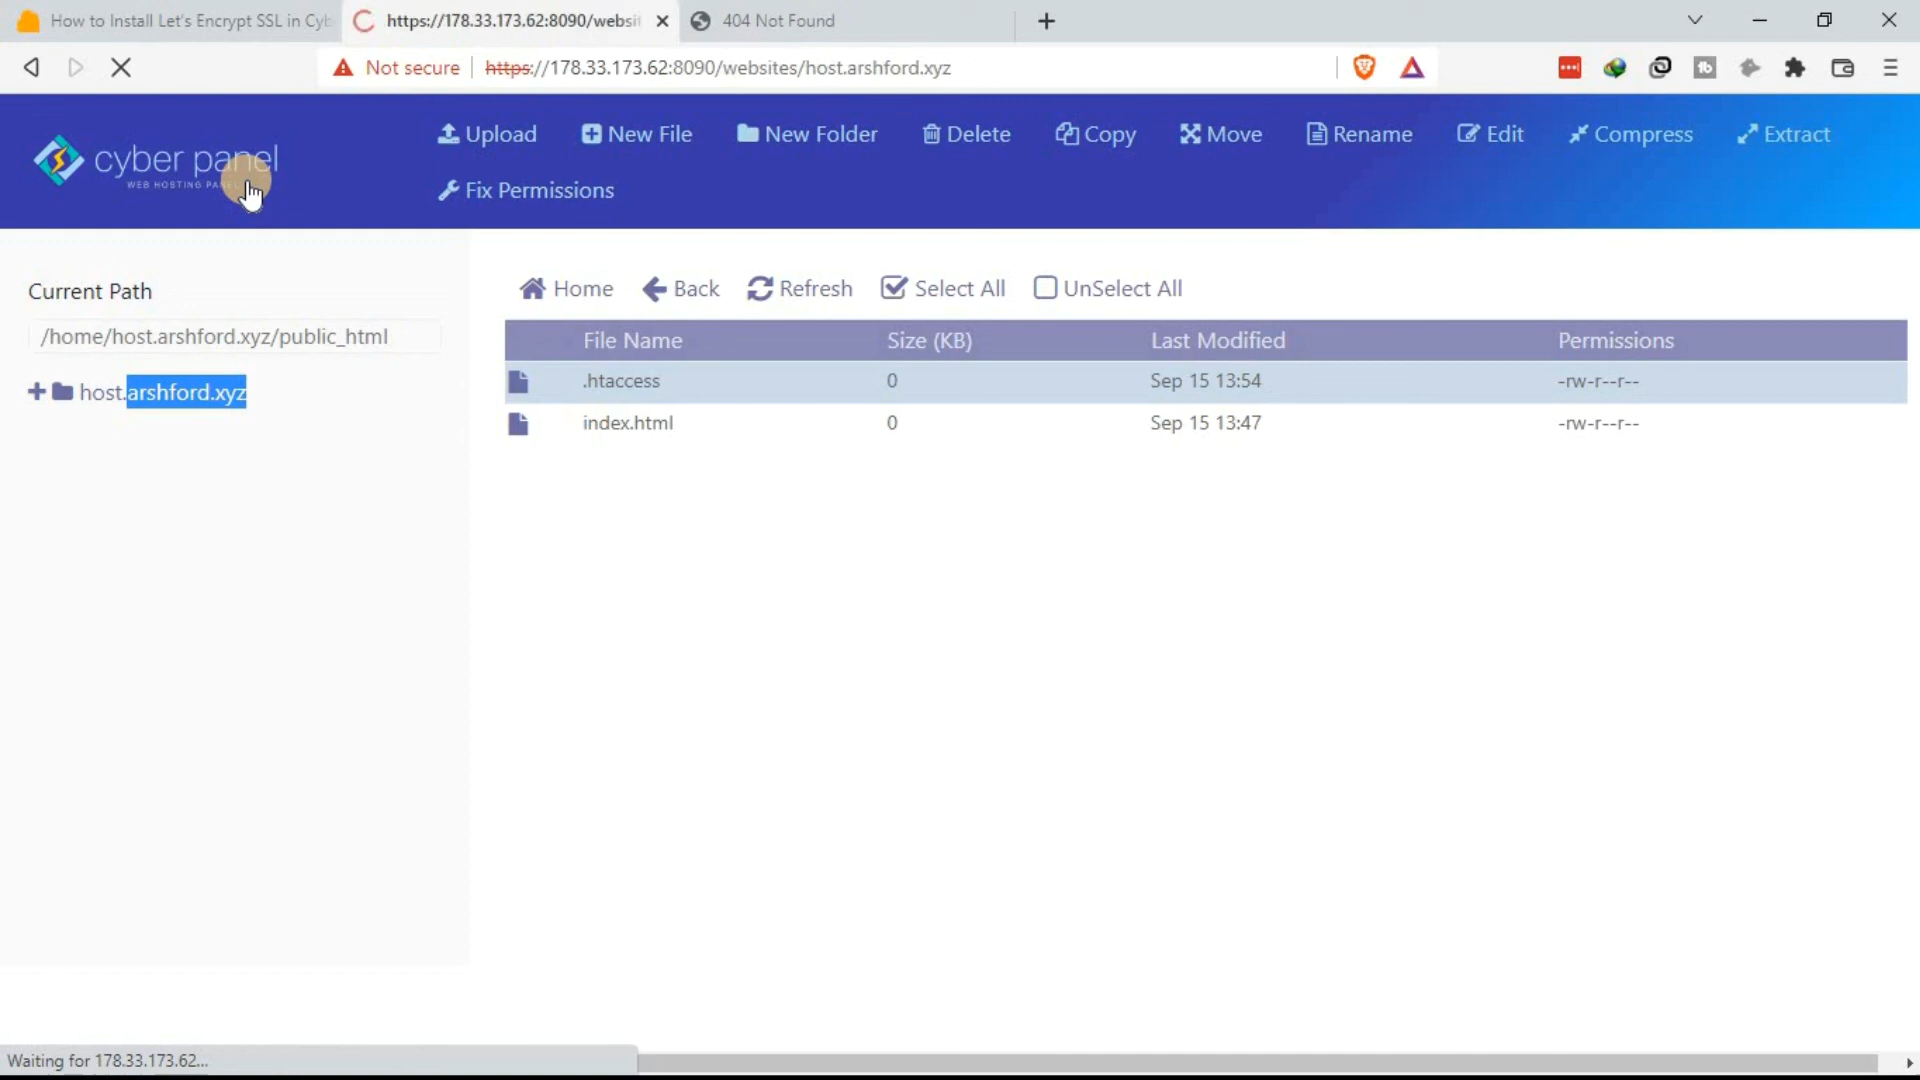 How to Install Let's Encrypt SSL in Cyb
https://178.33.173.62:8090/websit
404 Not Found
Not secure
https://178.33.173.62:8090/websites/host.arshford.xyz
cyber panel
WEB HOSTING PANEL
Upload
New File
New Folder
Delete
Copy
Move
Rename
Edit
Compress
Extract
Fix Permissions
Current Path
/home/host.arshford.xyz/public_html
host.arshford.xyz
Home
Back
Refresh
Select All
UnSelect All
File Name Size (KB) Last Modified Permissions
.htaccess 0 Sep 15 13:54 -rw-r--r--
index.html 0 Sep 15 13:47 -rw-r--r--
Waiting for 178.33.173.62...